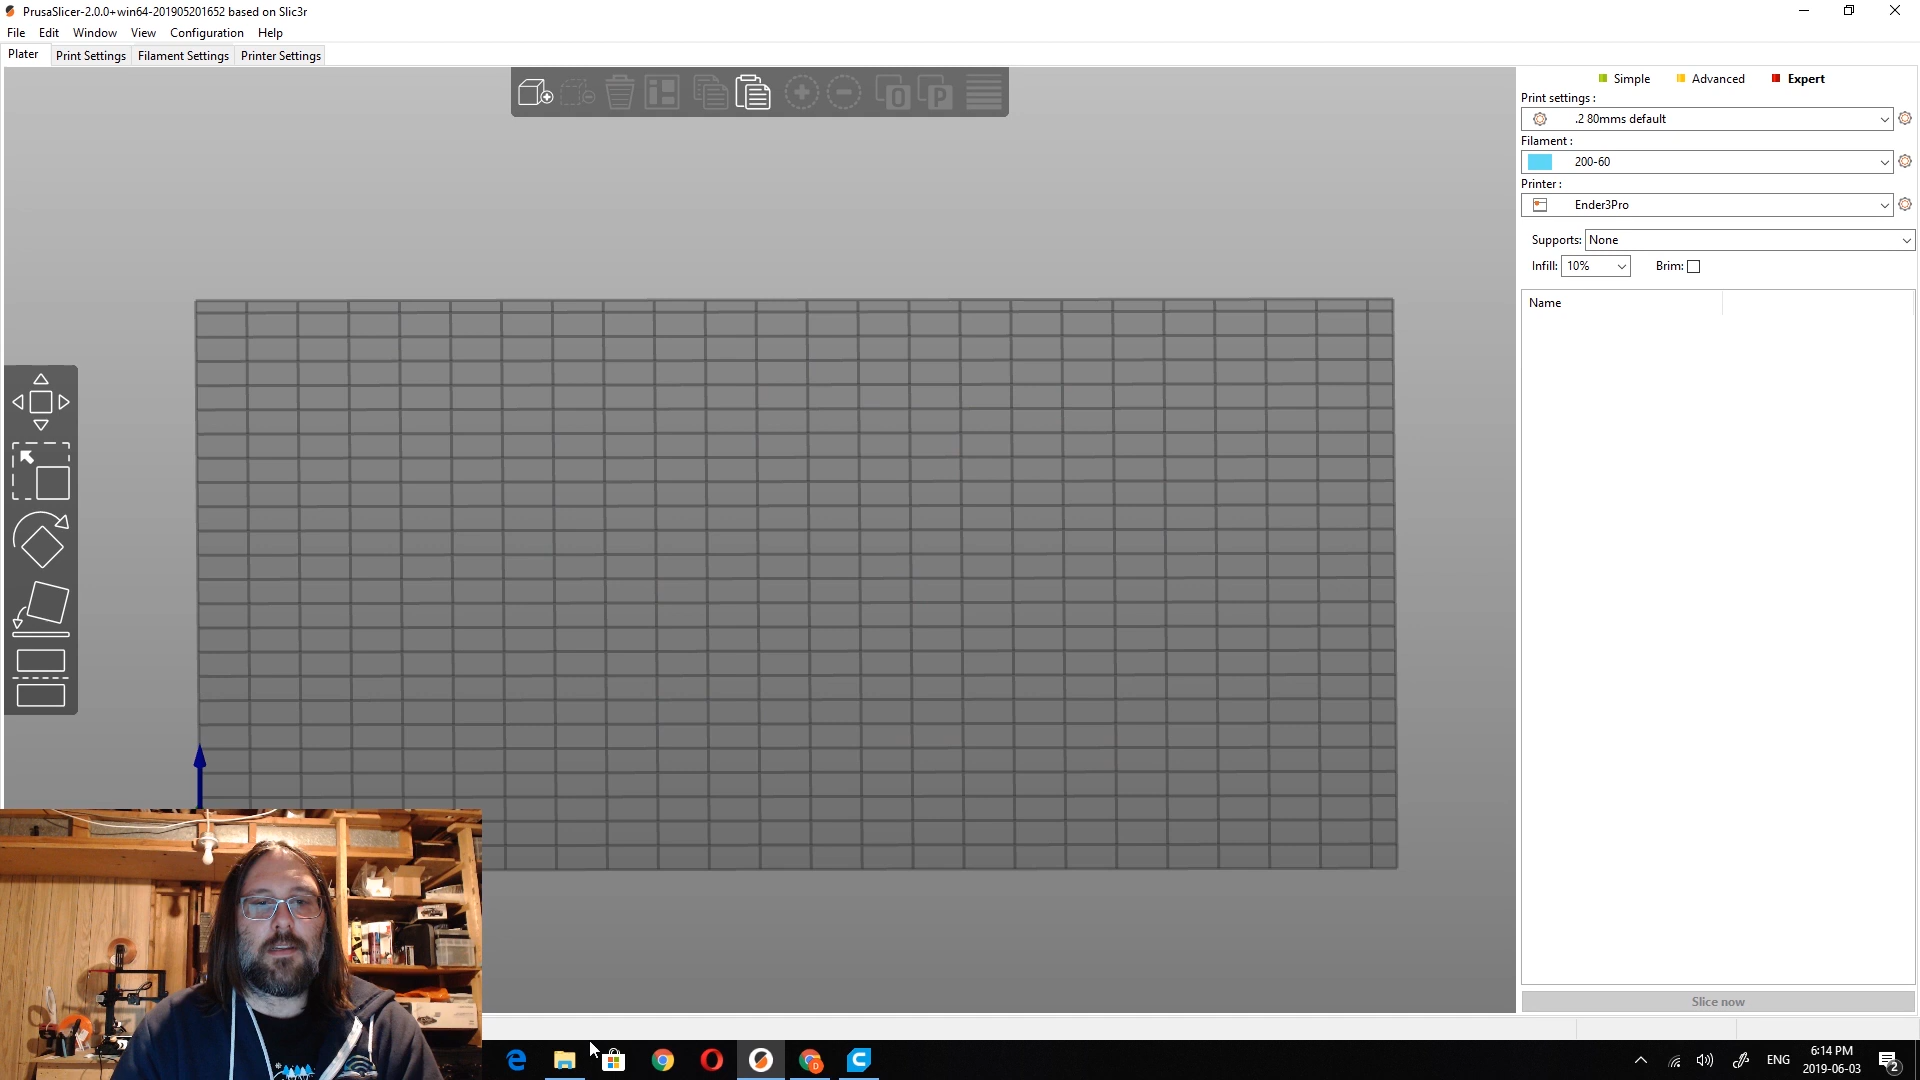 PrusaSlicer-2.0.0+win64-201905201652 based on Slic3r
File Edit Window View Configuration Help
Plater Print Settings Filament Settings Printer Settings
Simple Advanced Expert
Print settings :
.2 80mms default
Filament :
200-60
Printer :
Ender3Pro
Supports: None
Infill: 10% Brim:
Name
O P
Slice now
ENG
6:14 PM
2019-06-03
2